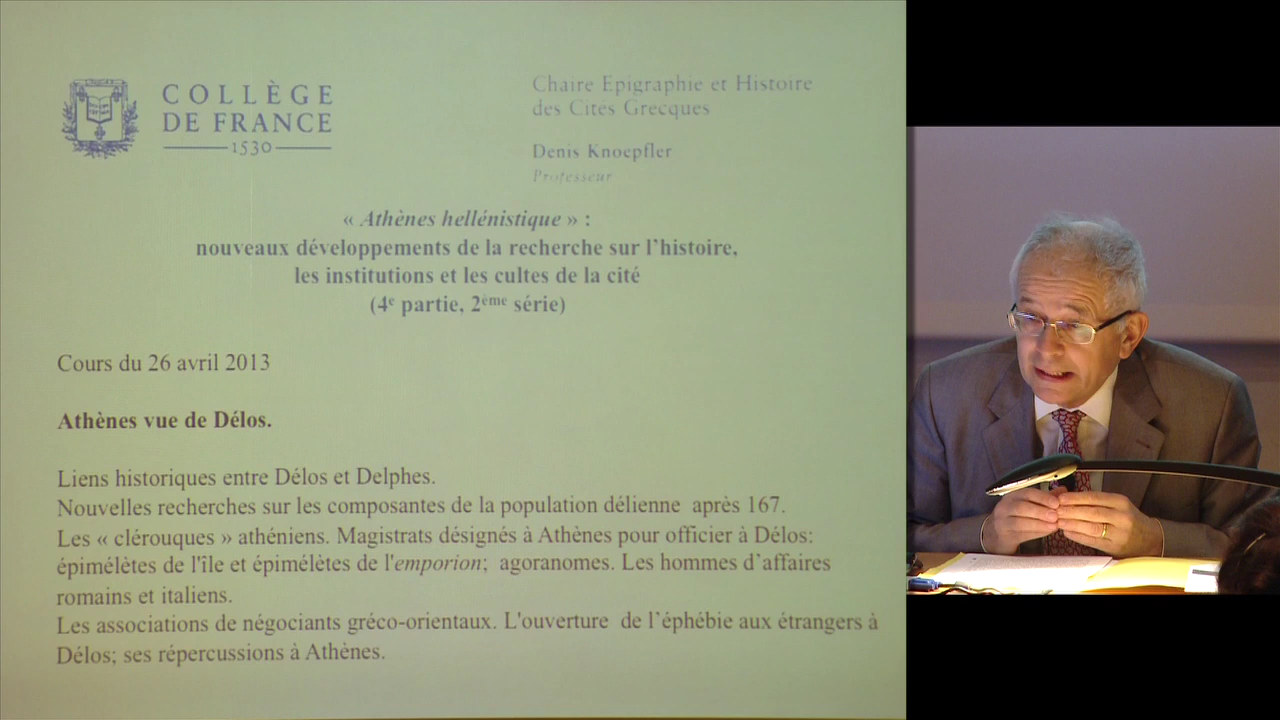 COLLÈGE
DE FRANCE
1530
Chaire Epigraphie et Histoire
des Cités Grecques
Denis Knoepfler
Professeur
« Athènes hellénistique » :
nouveaux développements de la recherche sur l'histoire,
les institutions et les cultes de la cité
(4e partie, 2ème série)
Cours du 26 avril 2013
Athènes vue de Délos.
Liens historiques entre Délos et Delphes.
Nouvelles recherches sur les composantes de la population délienne après 167.
Les « clérouques » athéniens. Magistrats désignés à Athènes pour officier à Délos:
épimélètes de l'île et épimélètes de l'emporion; agoranomes. Les hommes d'affaires
romains et italiens.
Les associations de négociants gréco-orientaux. L'ouverture de l'éphébie aux étrangers à
Délos; ses répercussions à Athènes.